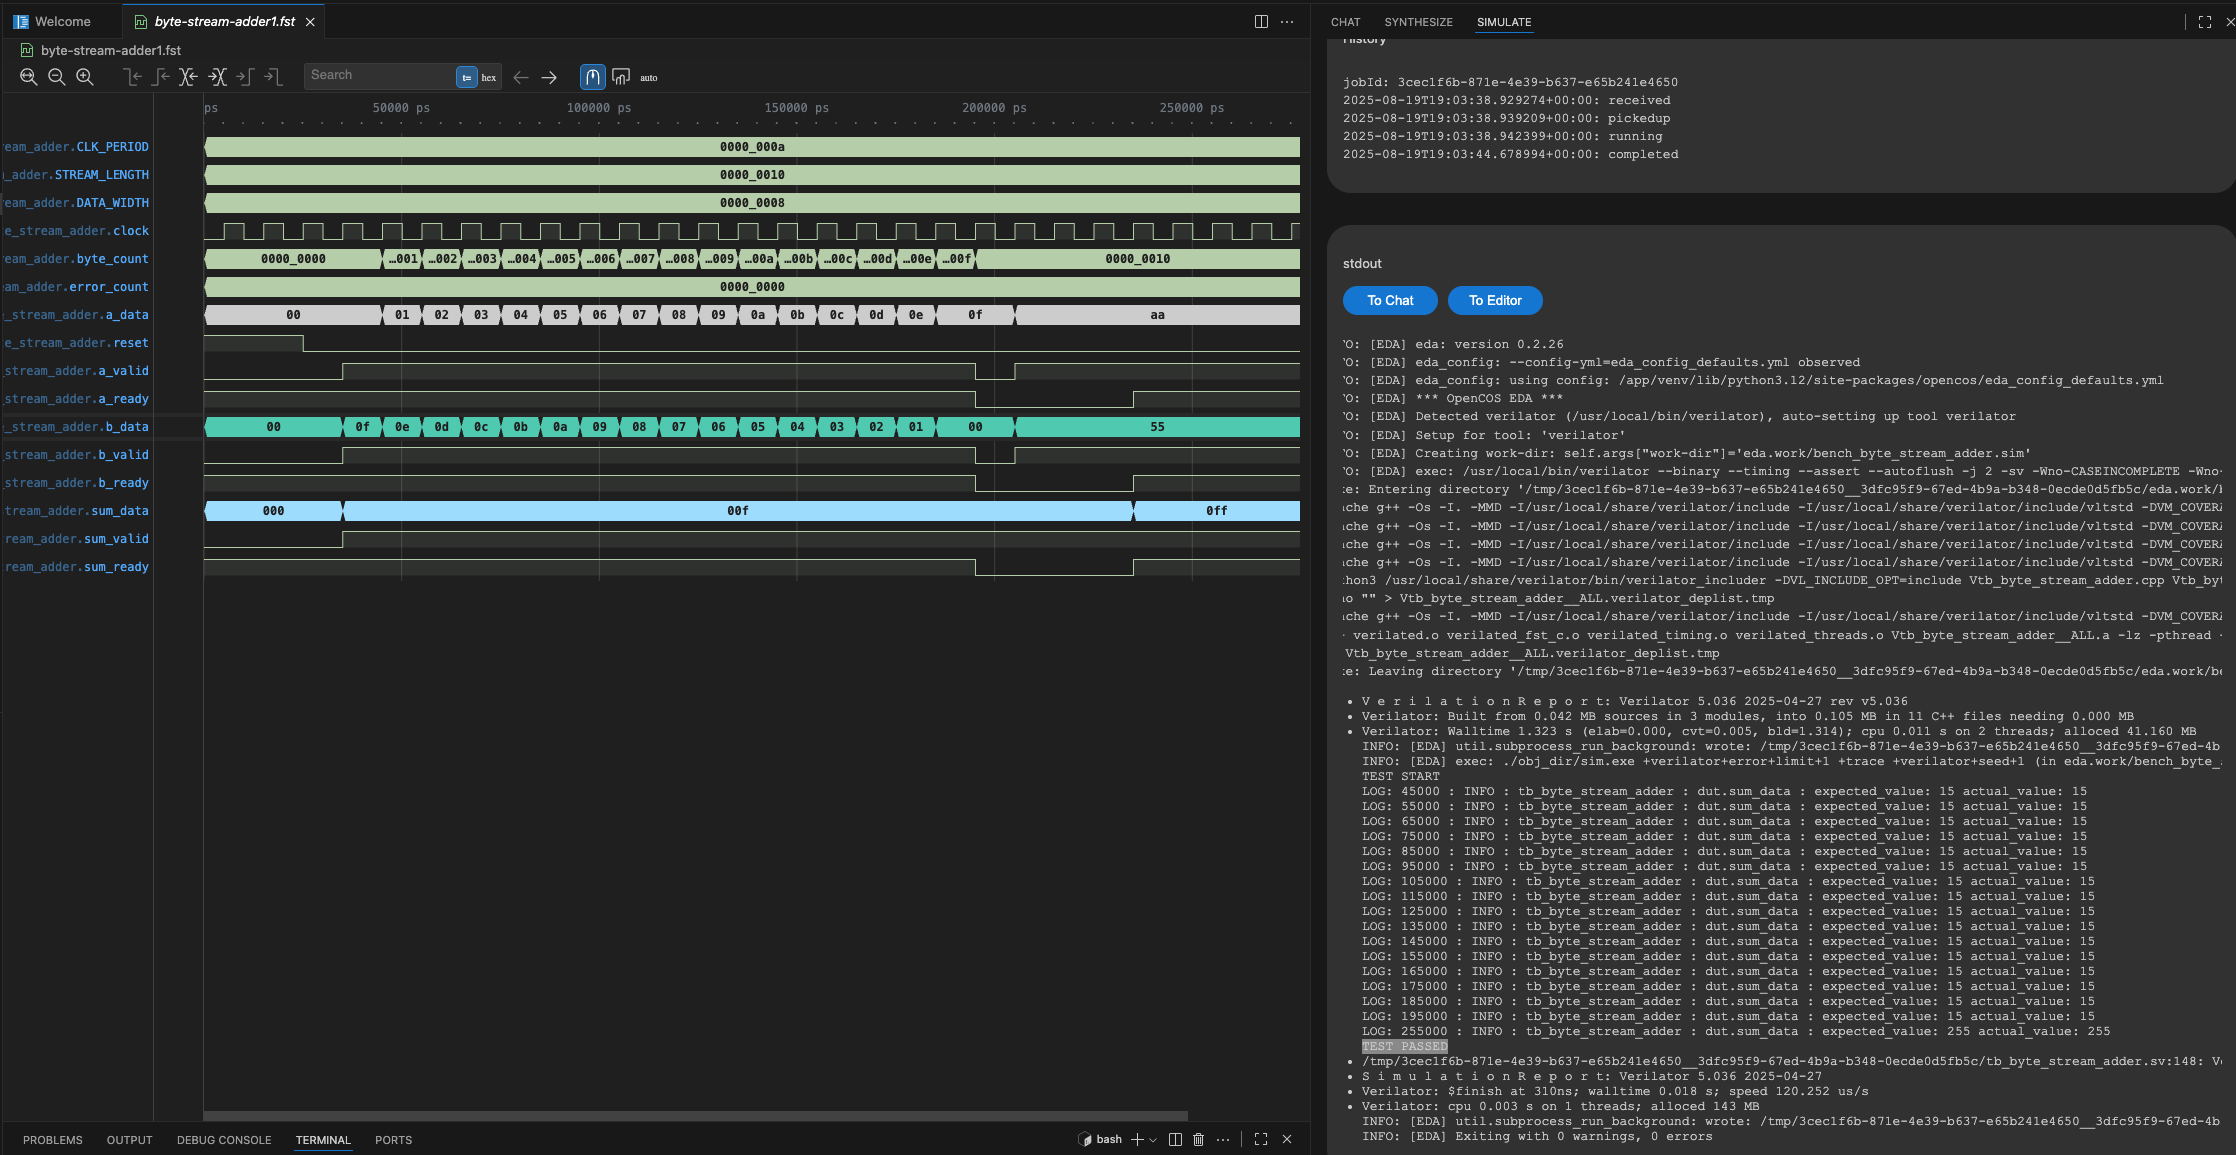 Welcome
byte-stream-adder1.fst
byte-stream-adder1.fst
Search
hex
auto
ps
50000 ps
100000 ps
150000 ps
200000 ps
250000 ps
eam_adder.CLK_PERIOD 0000_000a
_adder.STREAM_LENGTH 0000_0010
eam_adder.DATA_WIDTH 0000_0008
e_stream_adder.clock
eam_adder.byte_count 0000_0000 …001 …002 …003 …004 …005 …006 …007 …008 …009 …00a …00b …00c …00d …00e …00f 0000_0010
am_adder.error_count 0000_0000
_stream_adder.a_data 00 01 02 03 04 05 06 07 08 09 0a 0b 0c 0d 0e 0f aa
e_stream_adder.reset
stream_adder.a_valid
stream_adder.a_ready
_stream_adder.b_data 00 0f 0e 0d 0c 0b 0a 09 08 07 06 05 04 03 02 01 00 55
stream_adder.b_valid
stream_adder.b_ready
tream_adder.sum_data 000 00f 0ff
ream_adder.sum_valid
ream_adder.sum_ready
PROBLEMS
OUTPUT
DEBUG CONSOLE
TERMINAL
PORTS
bash
CHAT
SYNTHESIZE
SIMULATE
History
jobId: 3cec1f6b-871e-4e39-b637-e65b241e4650
2025-08-19T19:03:38.929274+00:00: received
2025-08-19T19:03:38.939209+00:00: pickedup
2025-08-19T19:03:38.942399+00:00: running
2025-08-19T19:03:44.678994+00:00: completed
stdout
To Chat
To Editor
O: [EDA] eda: version 0.2.26
O: [EDA] eda_config: --config-yml=eda_config_defaults.yml observed
O: [EDA] eda_config: using config: /app/venv/lib/python3.12/site-packages/opencos/eda_config_defaults.yml
O: [EDA] *** OpenCOS EDA ***
O: [EDA] Detected verilator (/usr/local/bin/verilator), auto-setting up tool verilator
O: [EDA] Setup for tool: 'verilator'
O: [EDA] Creating work-dir: self.args["work-dir"]='eda.work/bench_byte_stream_adder.sim'
O: [EDA] exec: /usr/local/bin/verilator --binary --timing --assert --autoflush -j 2 -sv -Wno-CASEINCOMPLETE -Wno-
e: Entering directory '/tmp/3cec1f6b-871e-4e39-b637-e65b241e4650__3dfc95f9-67ed-4b9a-b348-0ecde0d5fb5c/eda.work/b
ache g++ -Os -I. -MMD -I/usr/local/share/verilator/include -I/usr/local/share/verilator/include/vltstd -DVM_COVER
ache g++ -Os -I. -MMD -I/usr/local/share/verilator/include -I/usr/local/share/verilator/include/vltstd -DVM_COVER
ache g++ -Os -I. -MMD -I/usr/local/share/verilator/include -I/usr/local/share/verilator/include/vltstd -DVM_COVER
ache g++ -Os -I. -MMD -I/usr/local/share/verilator/include -I/usr/local/share/verilator/include/vltstd -DVM_COVER
hon3 /usr/local/share/verilator/bin/verilator_includer -DVL_INCLUDE_OPT=include Vtb_byte_stream_adder.cpp Vtb_byt
o "" > Vtb_byte_stream_adder__ALL.verilator_deplist.tmp
ache g++ -Os -I. -MMD -I/usr/local/share/verilator/include -I/usr/local/share/verilator/include/vltstd -DVM_COVER
verilated.o verilated_fst_c.o verilated_timing.o verilated_threads.o Vtb_byte_stream_adder__ALL.a -lz -pthread
Vtb_byte_stream_adder__ALL.verilator_deplist.tmp
e: Leaving directory '/tmp/3cec1f6b-871e-4e39-b637-e65b241e4650__3dfc95f9-67ed-4b9a-b348-0ecde0d5fb5c/eda.work/be
• V e r i l a t i o n R e p o r t: Verilator 5.036 2025-04-27 rev v5.036
• Verilator: Built from 0.042 MB sources in 3 modules, into 0.105 MB in 11 C++ files needing 0.000 MB
• Verilator: Walltime 1.323 s (elab=0.000, cvt=0.005, bld=1.314); cpu 0.011 s on 2 threads; alloced 41.160 MB
INFO: [EDA] util.subprocess_run_background: wrote: /tmp/3cec1f6b-871e-4e39-b637-e65b241e4650__3dfc95f9-67ed-4b
INFO: [EDA] exec: ./obj_dir/sim.exe +verilator+error+limit+1 +trace +verilator+seed+1 (in eda.work/bench_byte_
TEST START
LOG: 45000 : INFO : tb_byte_stream_adder : dut.sum_data : expected_value: 15 actual_value: 15
LOG: 55000 : INFO : tb_byte_stream_adder : dut.sum_data : expected_value: 15 actual_value: 15
LOG: 65000 : INFO : tb_byte_stream_adder : dut.sum_data : expected_value: 15 actual_value: 15
LOG: 75000 : INFO : tb_byte_stream_adder : dut.sum_data : expected_value: 15 actual_value: 15
LOG: 85000 : INFO : tb_byte_stream_adder : dut.sum_data : expected_value: 15 actual_value: 15
LOG: 95000 : INFO : tb_byte_stream_adder : dut.sum_data : expected_value: 15 actual_value: 15
LOG: 105000 : INFO : tb_byte_stream_adder : dut.sum_data : expected_value: 15 actual_value: 15
LOG: 115000 : INFO : tb_byte_stream_adder : dut.sum_data : expected_value: 15 actual_value: 15
LOG: 125000 : INFO : tb_byte_stream_adder : dut.sum_data : expected_value: 15 actual_value: 15
LOG: 135000 : INFO : tb_byte_stream_adder : dut.sum_data : expected_value: 15 actual_value: 15
LOG: 145000 : INFO : tb_byte_stream_adder : dut.sum_data : expected_value: 15 actual_value: 15
LOG: 155000 : INFO : tb_byte_stream_adder : dut.sum_data : expected_value: 15 actual_value: 15
LOG: 165000 : INFO : tb_byte_stream_adder : dut.sum_data : expected_value: 15 actual_value: 15
LOG: 175000 : INFO : tb_byte_stream_adder : dut.sum_data : expected_value: 15 actual_value: 15
LOG: 185000 : INFO : tb_byte_stream_adder : dut.sum_data : expected_value: 15 actual_value: 15
LOG: 195000 : INFO : tb_byte_stream_adder : dut.sum_data : expected_value: 15 actual_value: 15
LOG: 255000 : INFO : tb_byte_stream_adder : dut.sum_data : expected_value: 255 actual_value: 255
TEST PASSED
• /tmp/3cec1f6b-871e-4e39-b637-e65b241e4650__3dfc95f9-67ed-4b9a-b348-0ecde0d5fb5c/tb_byte_stream_adder.sv:148: V
• S i m u l a t i o n R e p o r t: Verilator 5.036 2025-04-27
• Verilator: $finish at 310ns; walltime 0.018 s; speed 120.252 us/s
• Verilator: cpu 0.003 s on 1 threads; alloced 143 MB
INFO: [EDA] util.subprocess_run_background: wrote: /tmp/3cec1f6b-871e-4e39-b637-e65b241e4650__3dfc95f9-67ed-4b
INFO: [EDA] Exiting with 0 warnings, 0 errors